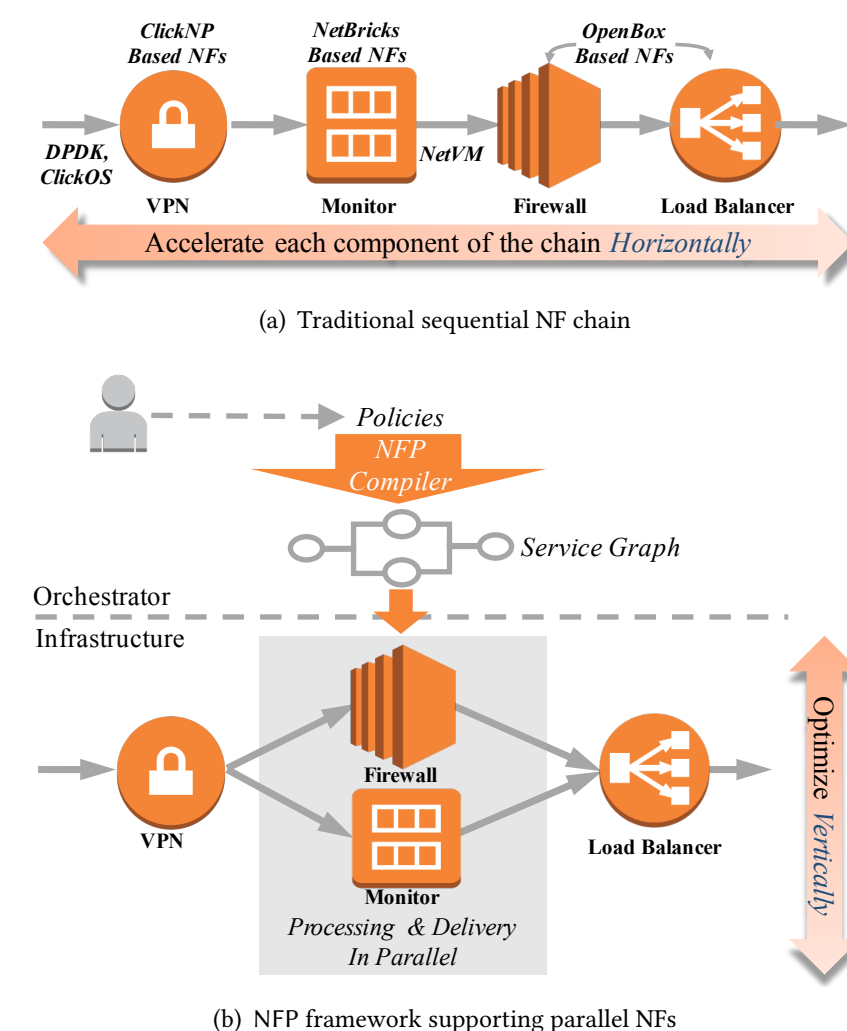 ClickNP
Based NFs
NetBricks
Based NFs
OpenBox
Based NFs
DPDK,
ClickOS
NetVM
VPN
Monitor
Firewall
Load Balancer
Accelerate each component of the chain Horizontally
(a) Traditional sequential NF chain
Policies
NFP
Compiler
Service Graph
Orchestrator
Infrastructure
Firewall
VPN
Load Balancer
Monitor
Processing & Delivery
In Parallel
Optimize Vertically
(b) NFP framework supporting parallel NFs